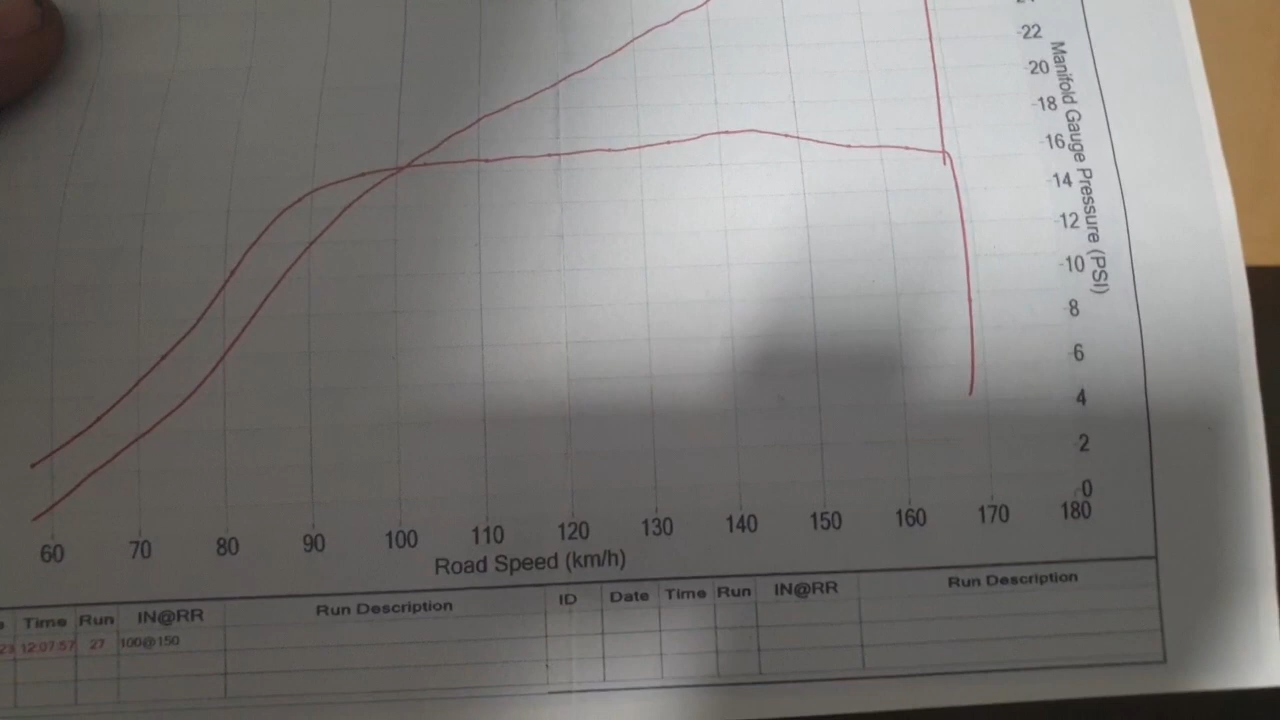 22
20
18
16
14
12
10
8
6
4
2
0
Manifold Gauge Pressure (PSI)
60 70 80 90 100 110 120 130 140 150 160 170 180
Road Speed (km/h)
Time Run IN@RR Run Description ID Date Time Run IN@RR Run Description
12:07:57 27 100@150